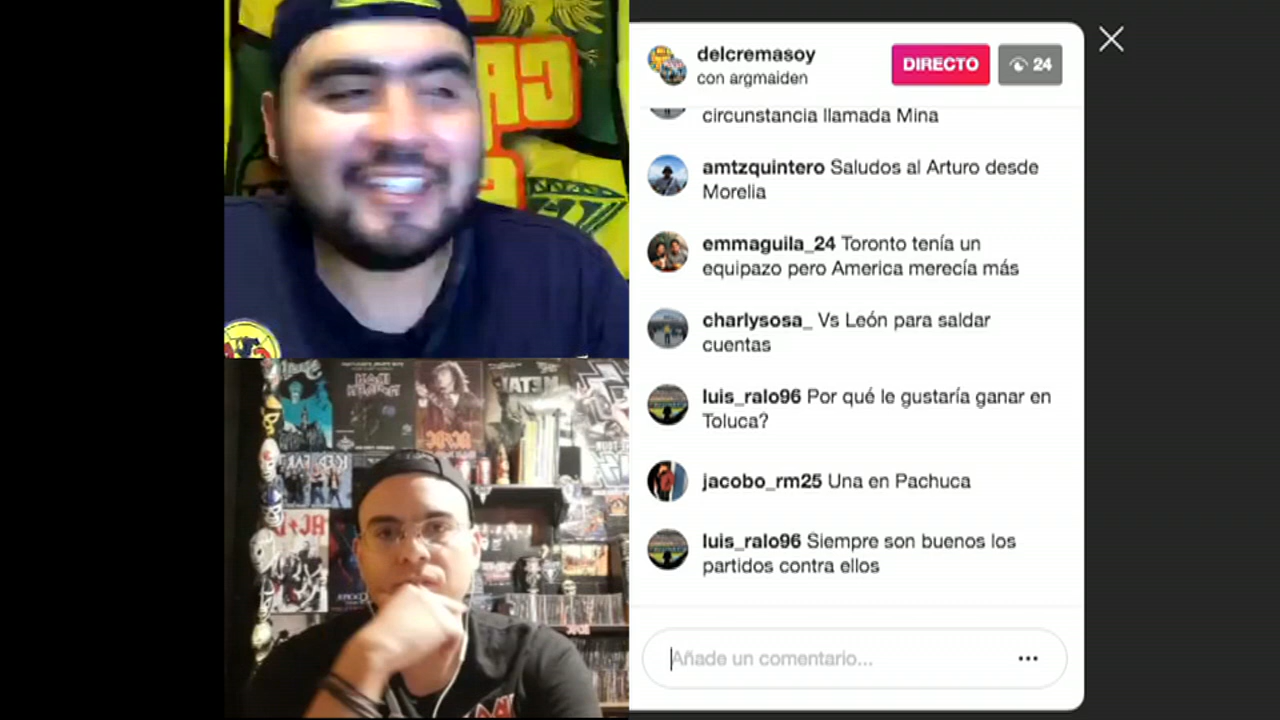 delcremasoy
con argmaiden
DIRECTO
24
circunstancia llamada Mina
amtzquintero Saludos al Arturo desde
Morelia
emmaguila_24 Toronto tenía un
equipazo pero America merecía más
charlysosa_ Vs León para saldar
cuentas
luis_ralo96 Por qué le gustaría ganar en
Toluca?
jacobo_rm25 Una en Pachuca
luis_ralo96 Siempre son buenos los
partidos contra ellos
Añade un comentario...